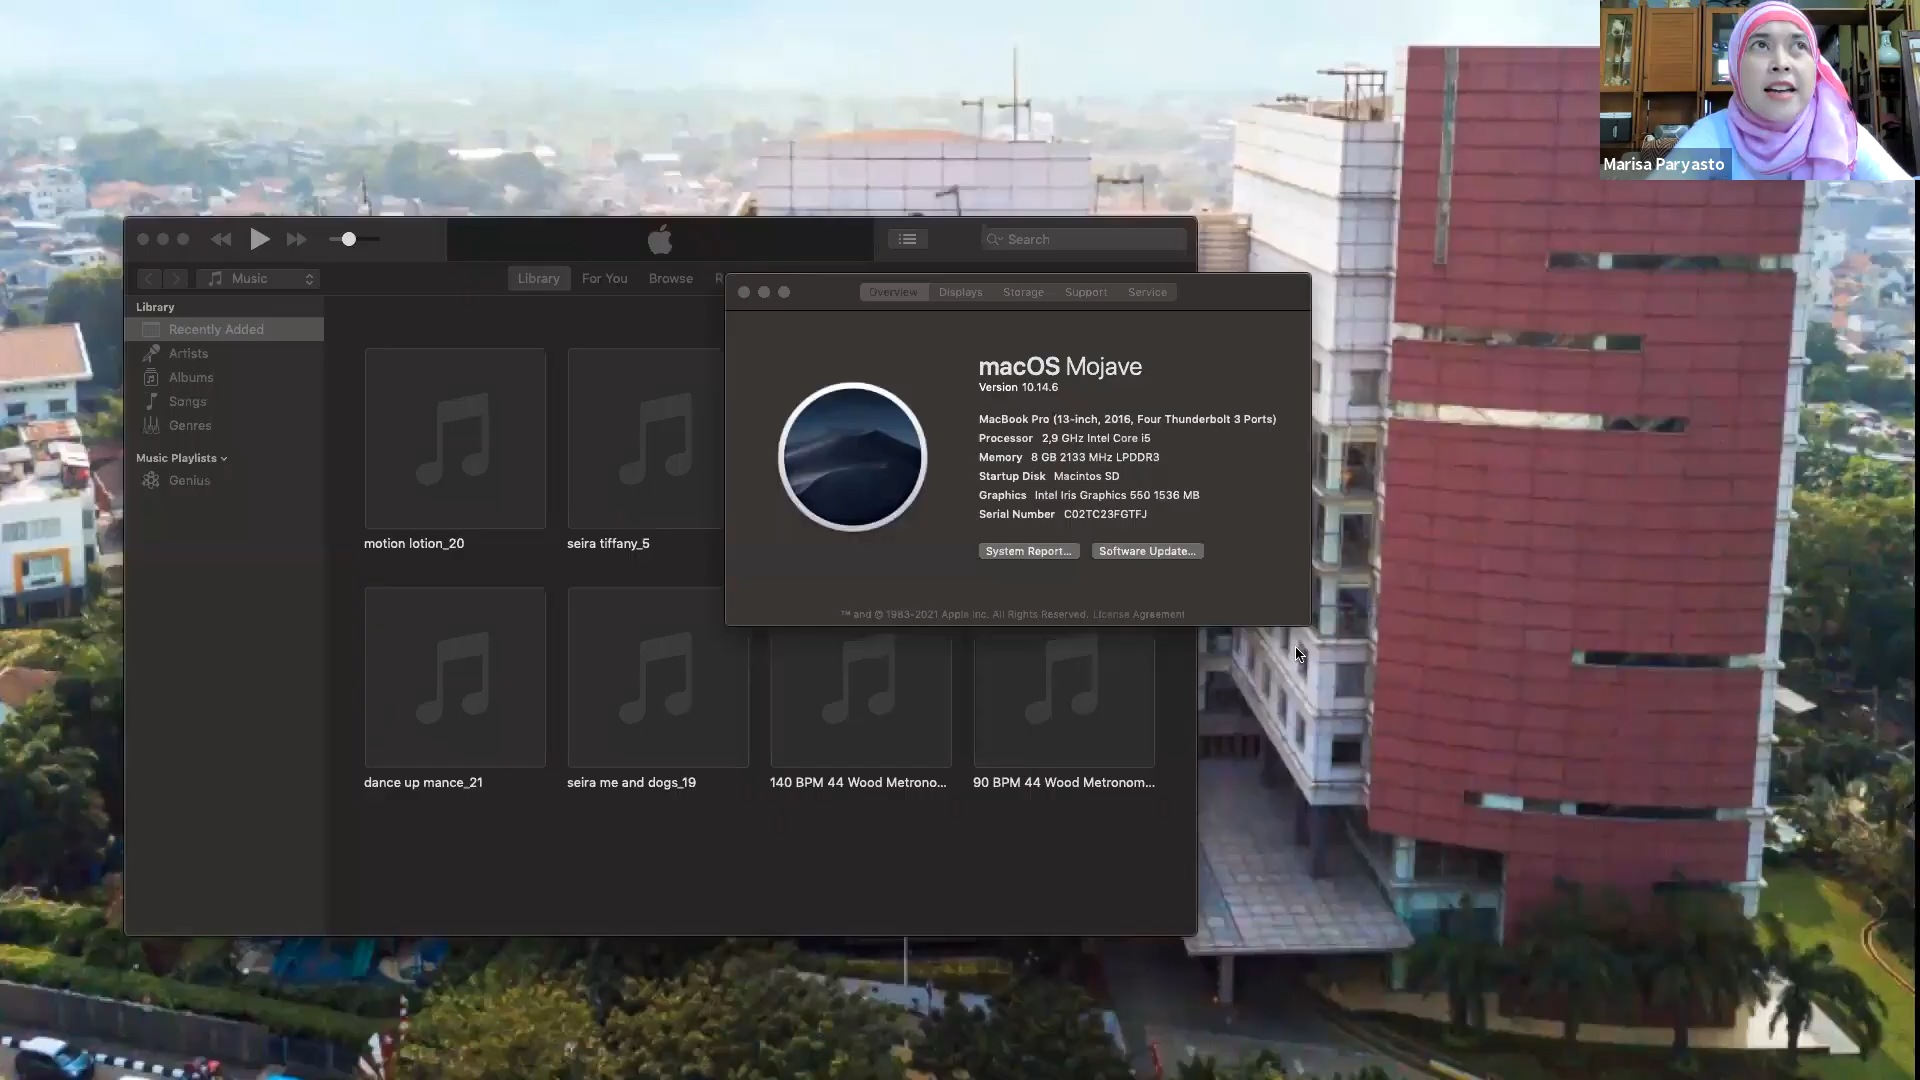 Marisa Paryasto
Search
Music
Library
For You
Browse
R
Library
Recently Added
Artists
Albums
Songs
Genres
Music Playlists
Genius
motion lotion_20
seira tiffany_5
dance up mance_21
seira me and dogs_19
140 BPM 44 Wood Metrono...
90 BPM 44 Wood Metronom...
Overview
Displays
Storage
Support
Service
macOS Mojave
Version 10.14.6
MacBook Pro (13-inch, 2016, Four Thunderbolt 3 Ports)
Processor 2,9 GHz Intel Core i5
Memory 8 GB 2133 MHz LPDDR3
Startup Disk Macintos SD
Graphics Intel Iris Graphics 550 1536 MB
Serial Number C02TC23FGTFJ
System Report...
Software Update...
™ and © 1983-2021 Apple Inc. All Rights Reserved. License Agreement